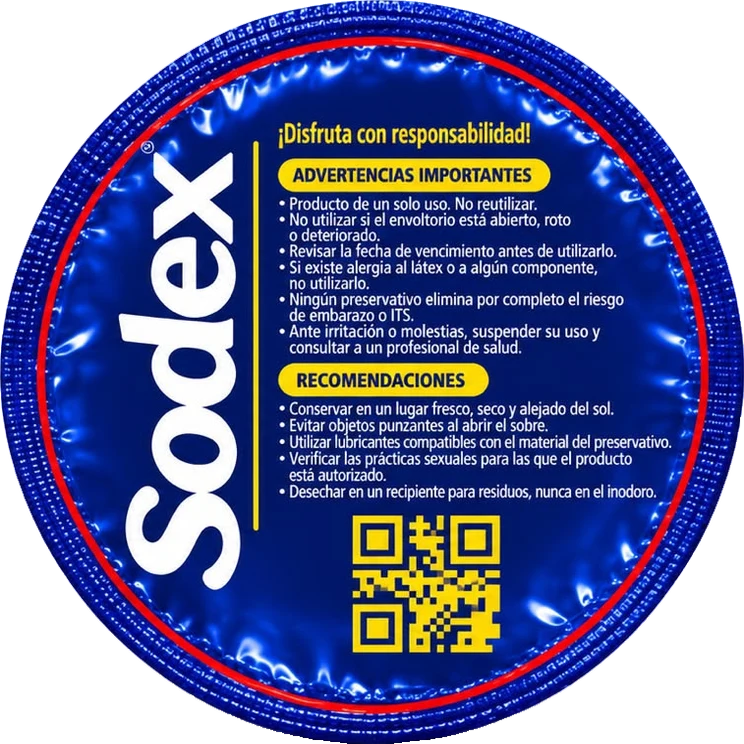 Sodex
¡Disfruta con responsabilidad!
ADVERTENCIAS IMPORTANTES
• Producto de un solo uso. No reutilizar.
• No utilizar si el envoltorio está abierto, roto
o deteriorado.
• Revisar la fecha de vencimiento antes de utilizarlo.
• Si existe alergia al látex o a algún componente,
no utilizarlo.
• Ningún preservativo elimina por completo el riesgo
de embarazo o ITS.
• Ante irritación o molestias, suspender su uso y
consultar a un profesional de salud.
RECOMENDACIONES
• Conservar en un lugar fresco, seco y alejado del sol.
• Evitar objetos punzantes al abrir el sobre.
• Utilizar lubricantes compatibles con el material del preservativo.
• Verificar las prácticas sexuales para las que el producto
está autorizado.
• Desechar en un recipiente para residuos, nunca en el inodoro.